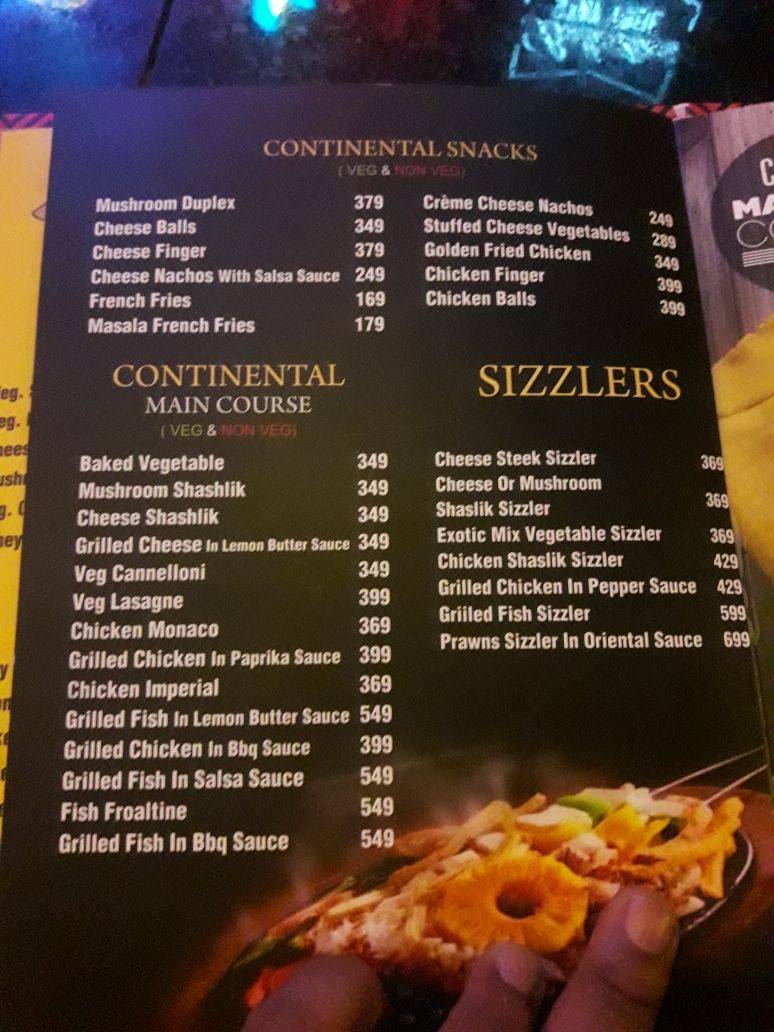 CONTINENTAL SNACKS
( VEG & NON VEG)
Mushroom Duplex 379
Cheese Balls 349
Cheese Finger 379
Cheese Nachos With Salsa Sauce 249
French Fries 169
Masala French Fries 179
Crème Cheese Nachos 249
Stuffed Cheese Vegetables 289
Golden Fried Chicken 349
Chicken Finger 399
Chicken Balls 399
CONTINENTAL
MAIN COURSE
( VEG & NON VEG)
Baked Vegetable 349
Mushroom Shashlik 349
Cheese Shashlik 349
Grilled Cheese In Lemon Butter Sauce 349
Veg Cannelloni 349
Veg Lasagne 399
Chicken Monaco 369
Grilled Chicken In Paprika Sauce 399
Chicken Imperial 369
Grilled Fish In Lemon Butter Sauce 549
Grilled Chicken In Bbq Sauce 399
Grilled Fish In Salsa Sauce 549
Fish Froaltine 549
Grilled Fish In Bbq Sauce 549
SIZZLERS
Cheese Steek Sizzler 369
Cheese Or Mushroom
Shaslik Sizzler 369
Exotic Mix Vegetable Sizzler 369
Chicken Shaslik Sizzler 429
Grilled Chicken In Pepper Sauce 429
Griiled Fish Sizzler 599
Prawns Sizzler In Oriental Sauce 699